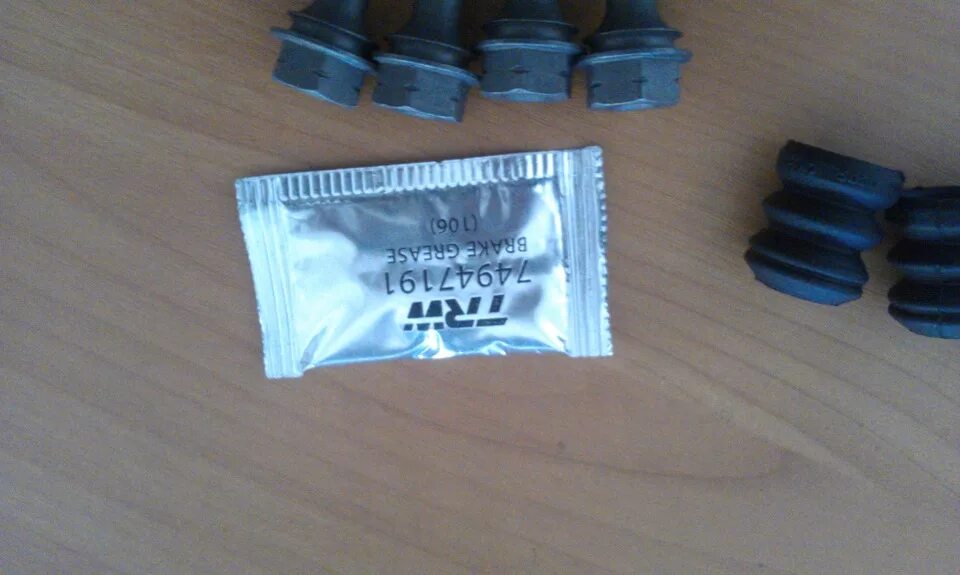 TRW
74947191
BRAKE GREASE
(106)